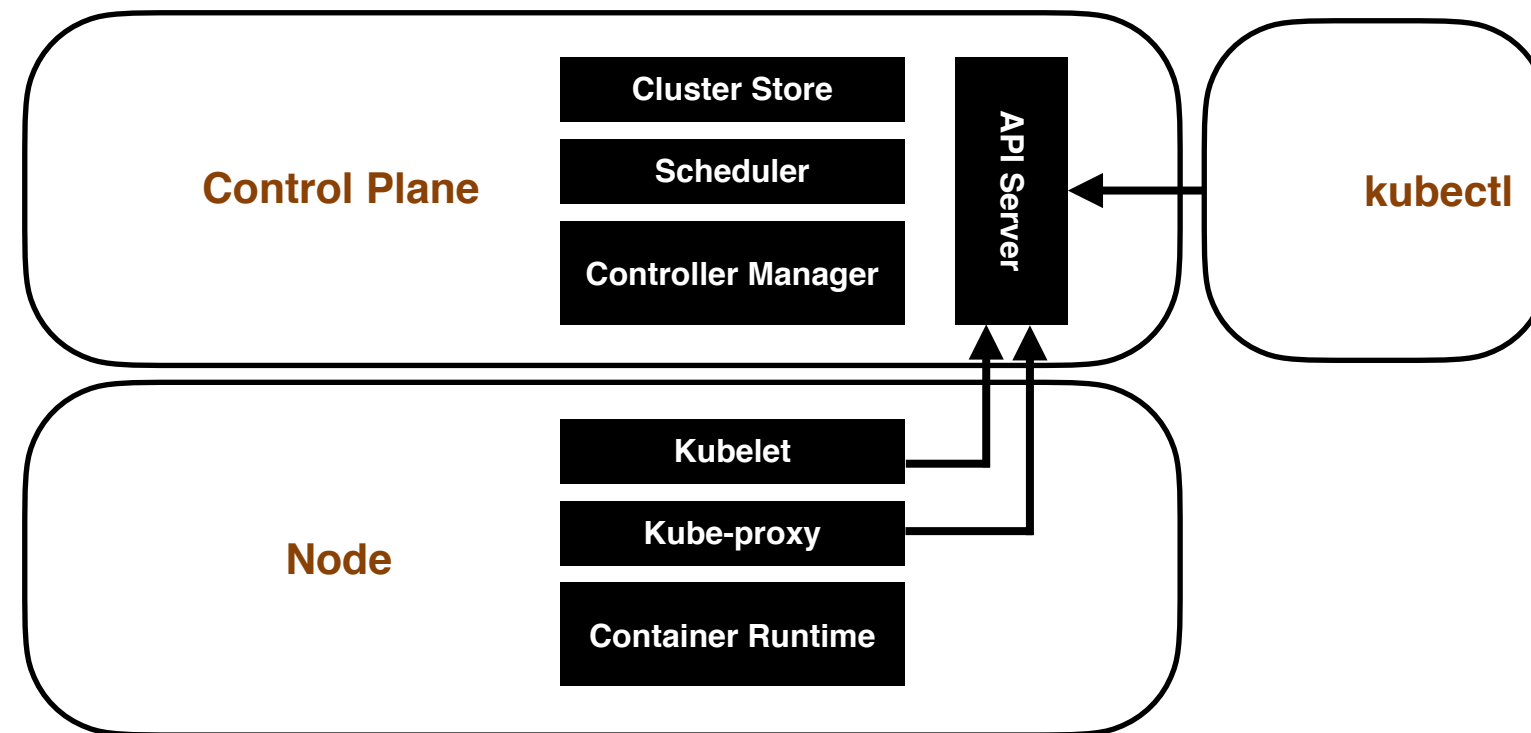 Control Plane
Cluster Store
Scheduler
Controller Manager
API Server
kubectl
Node
Kubelet
Kube-proxy
Container Runtime